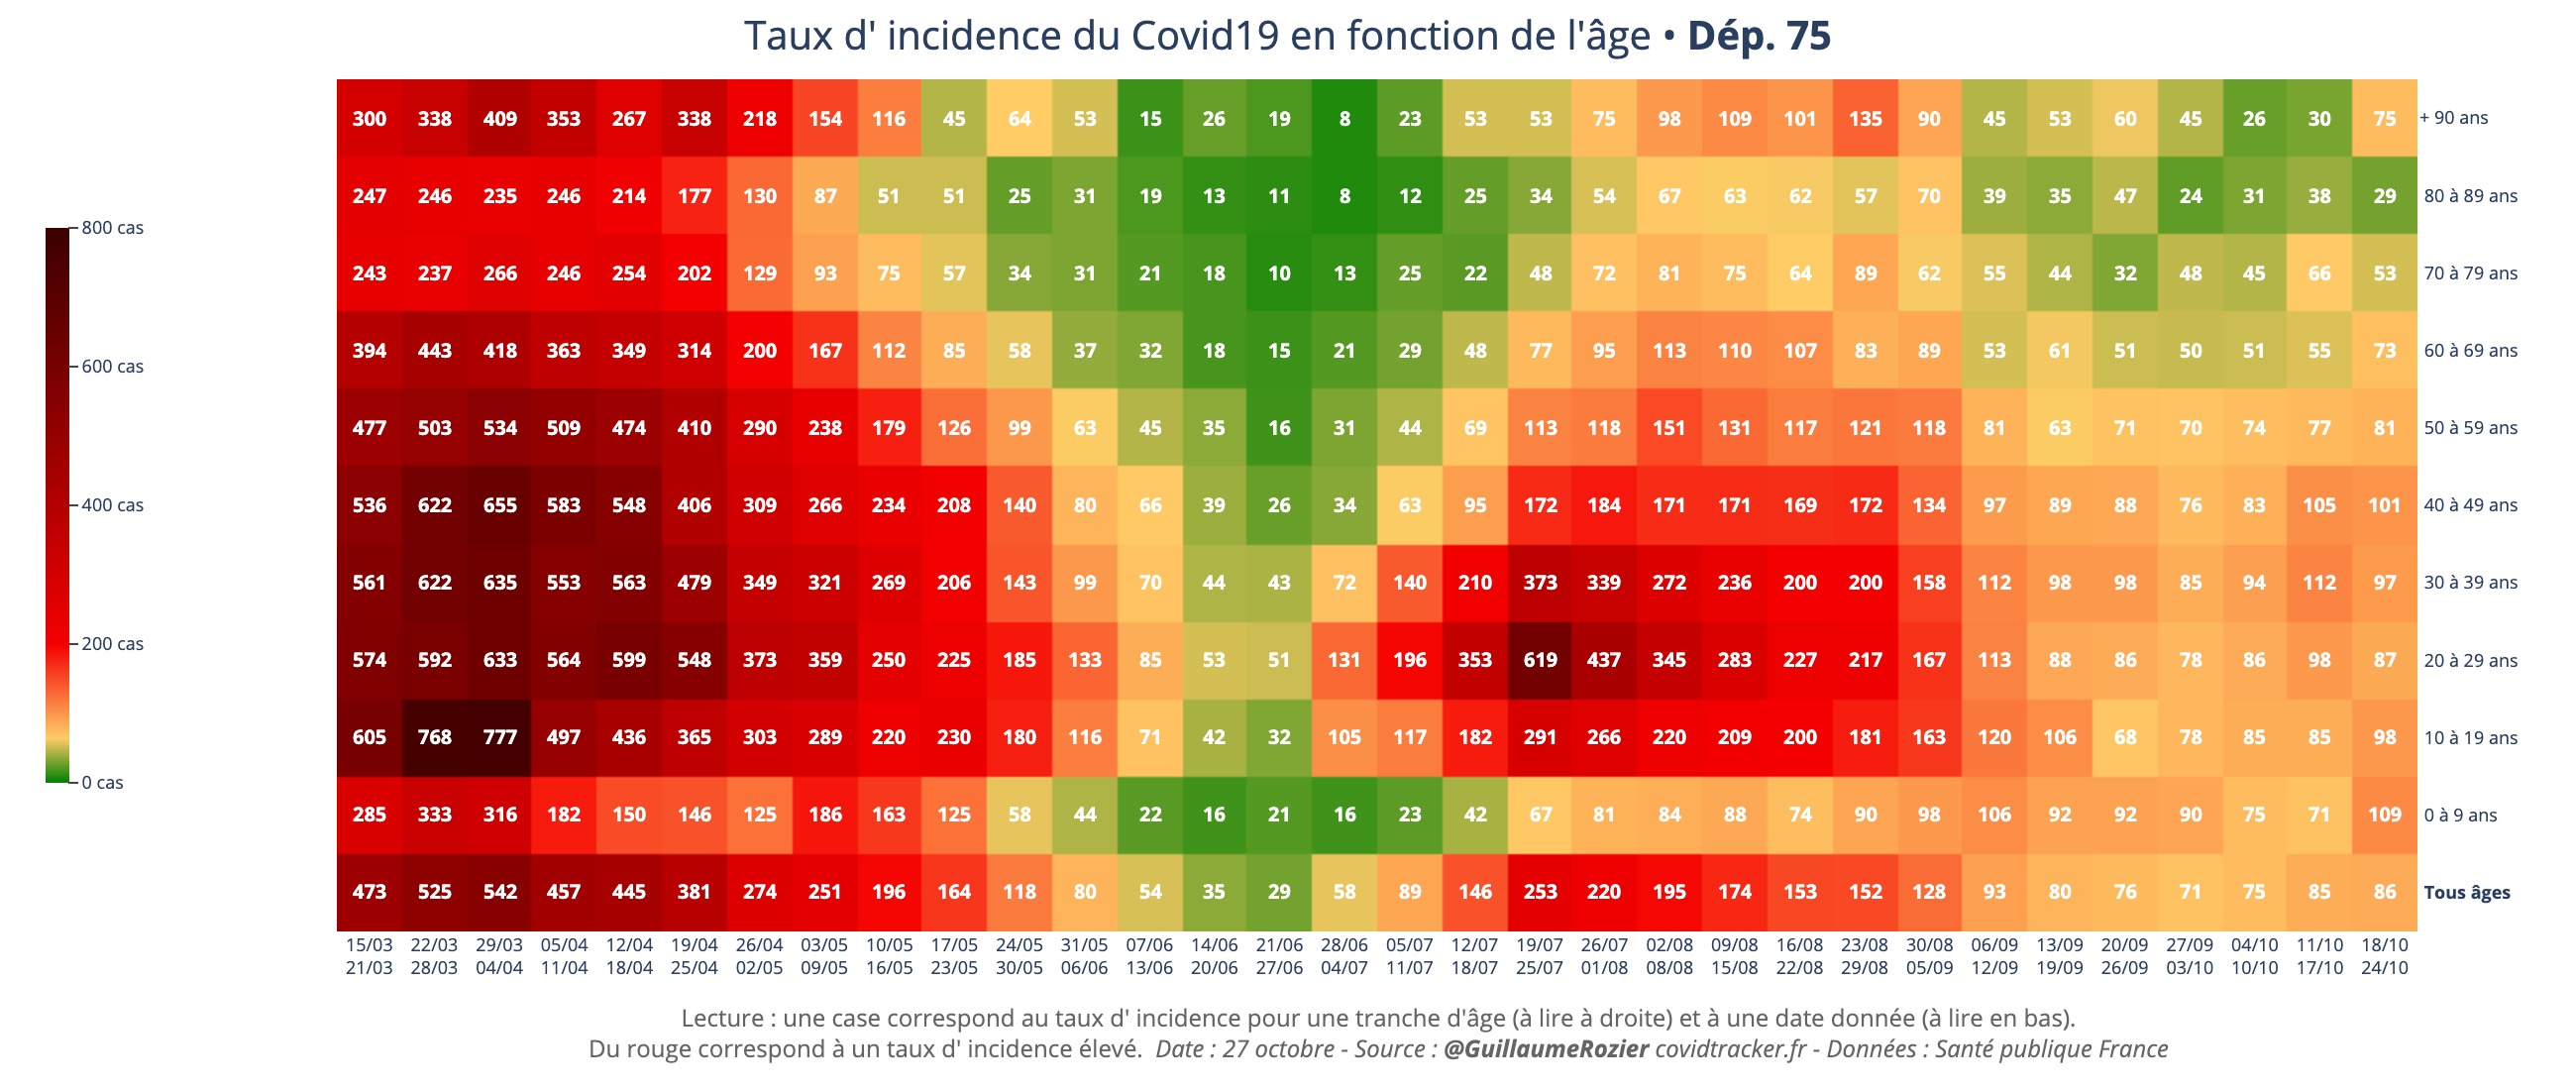 Taux d' incidence du Covid19 en fonction de l'âge • Dép. 75
800 cas
600 cas
400 cas
200 cas
0 cas
300 338 409 353 267 338 218 154 116 45 64 53 15 26 19 8 23 53 53 75 98 109 101 135 90 45 53 60 45 26 30 75 + 90 ans
247 246 235 246 214 177 130 87 51 51 25 31 19 13 11 8 12 25 34 54 67 63 62 57 70 39 35 47 24 31 38 29 80 à 89 ans
243 237 266 246 254 202 129 93 75 57 34 31 21 18 10 13 25 22 48 72 81 75 64 89 62 55 44 32 48 45 66 53 70 à 79 ans
394 443 418 363 349 314 200 167 112 85 58 37 32 18 15 21 29 48 77 95 113 110 107 83 89 53 61 51 50 51 55 73 60 à 69 ans
477 503 534 509 474 410 290 238 179 126 99 63 45 35 16 31 44 69 113 118 151 131 117 121 118 81 63 71 70 74 77 81 50 à 59 ans
536 622 655 583 548 406 309 266 234 208 140 80 66 39 26 34 63 95 172 184 171 171 169 172 134 97 89 88 76 83 105 101 40 à 49 ans
561 622 635 553 563 479 349 321 269 206 143 99 70 44 43 72 140 210 373 339 272 236 200 200 158 112 98 98 85 94 112 97 30 à 39 ans
574 592 633 564 599 548 373 359 250 225 185 133 85 53 51 131 196 353 619 437 345 283 227 217 167 113 88 86 78 86 98 87 20 à 29 ans
605 768 777 497 436 365 303 289 220 230 180 116 71 42 32 105 117 182 291 266 220 209 200 181 163 120 106 68 78 85 85 98 10 à 19 ans
285 333 316 182 150 146 125 186 163 125 58 44 22 16 21 16 23 42 67 81 84 88 74 90 98 106 92 92 90 75 71 109 0 à 9 ans
473 525 542 457 445 381 274 251 196 164 118 80 54 35 29 58 89 146 253 220 195 174 153 152 128 93 80 76 71 75 85 86 Tous âges
15/03 22/03 29/03 05/04 12/04 19/04 26/04 03/05 10/05 17/05 24/05 31/05 07/06 14/06 21/06 28/06 05/07 12/07 19/07 26/07 02/08 09/08 16/08 23/08 30/08 06/09 13/09 20/09 27/09 04/10 11/10 18/10
21/03 28/03 04/04 11/04 18/04 25/04 02/05 09/05 16/05 23/05 30/05 06/06 13/06 20/06 27/06 04/07 11/07 18/07 25/07 01/08 08/08 15/08 22/08 29/08 05/09 12/09 19/09 26/09 03/10 10/10 17/10 24/10
Lecture : une case correspond au taux d' incidence pour une tranche d'âge (à lire à droite) et à une date donnée (à lire en bas).
Du rouge correspond à un taux d' incidence élevé. Date : 27 octobre - Source : @GuillaumeRozier covidtracker.fr - Données : Santé publique France